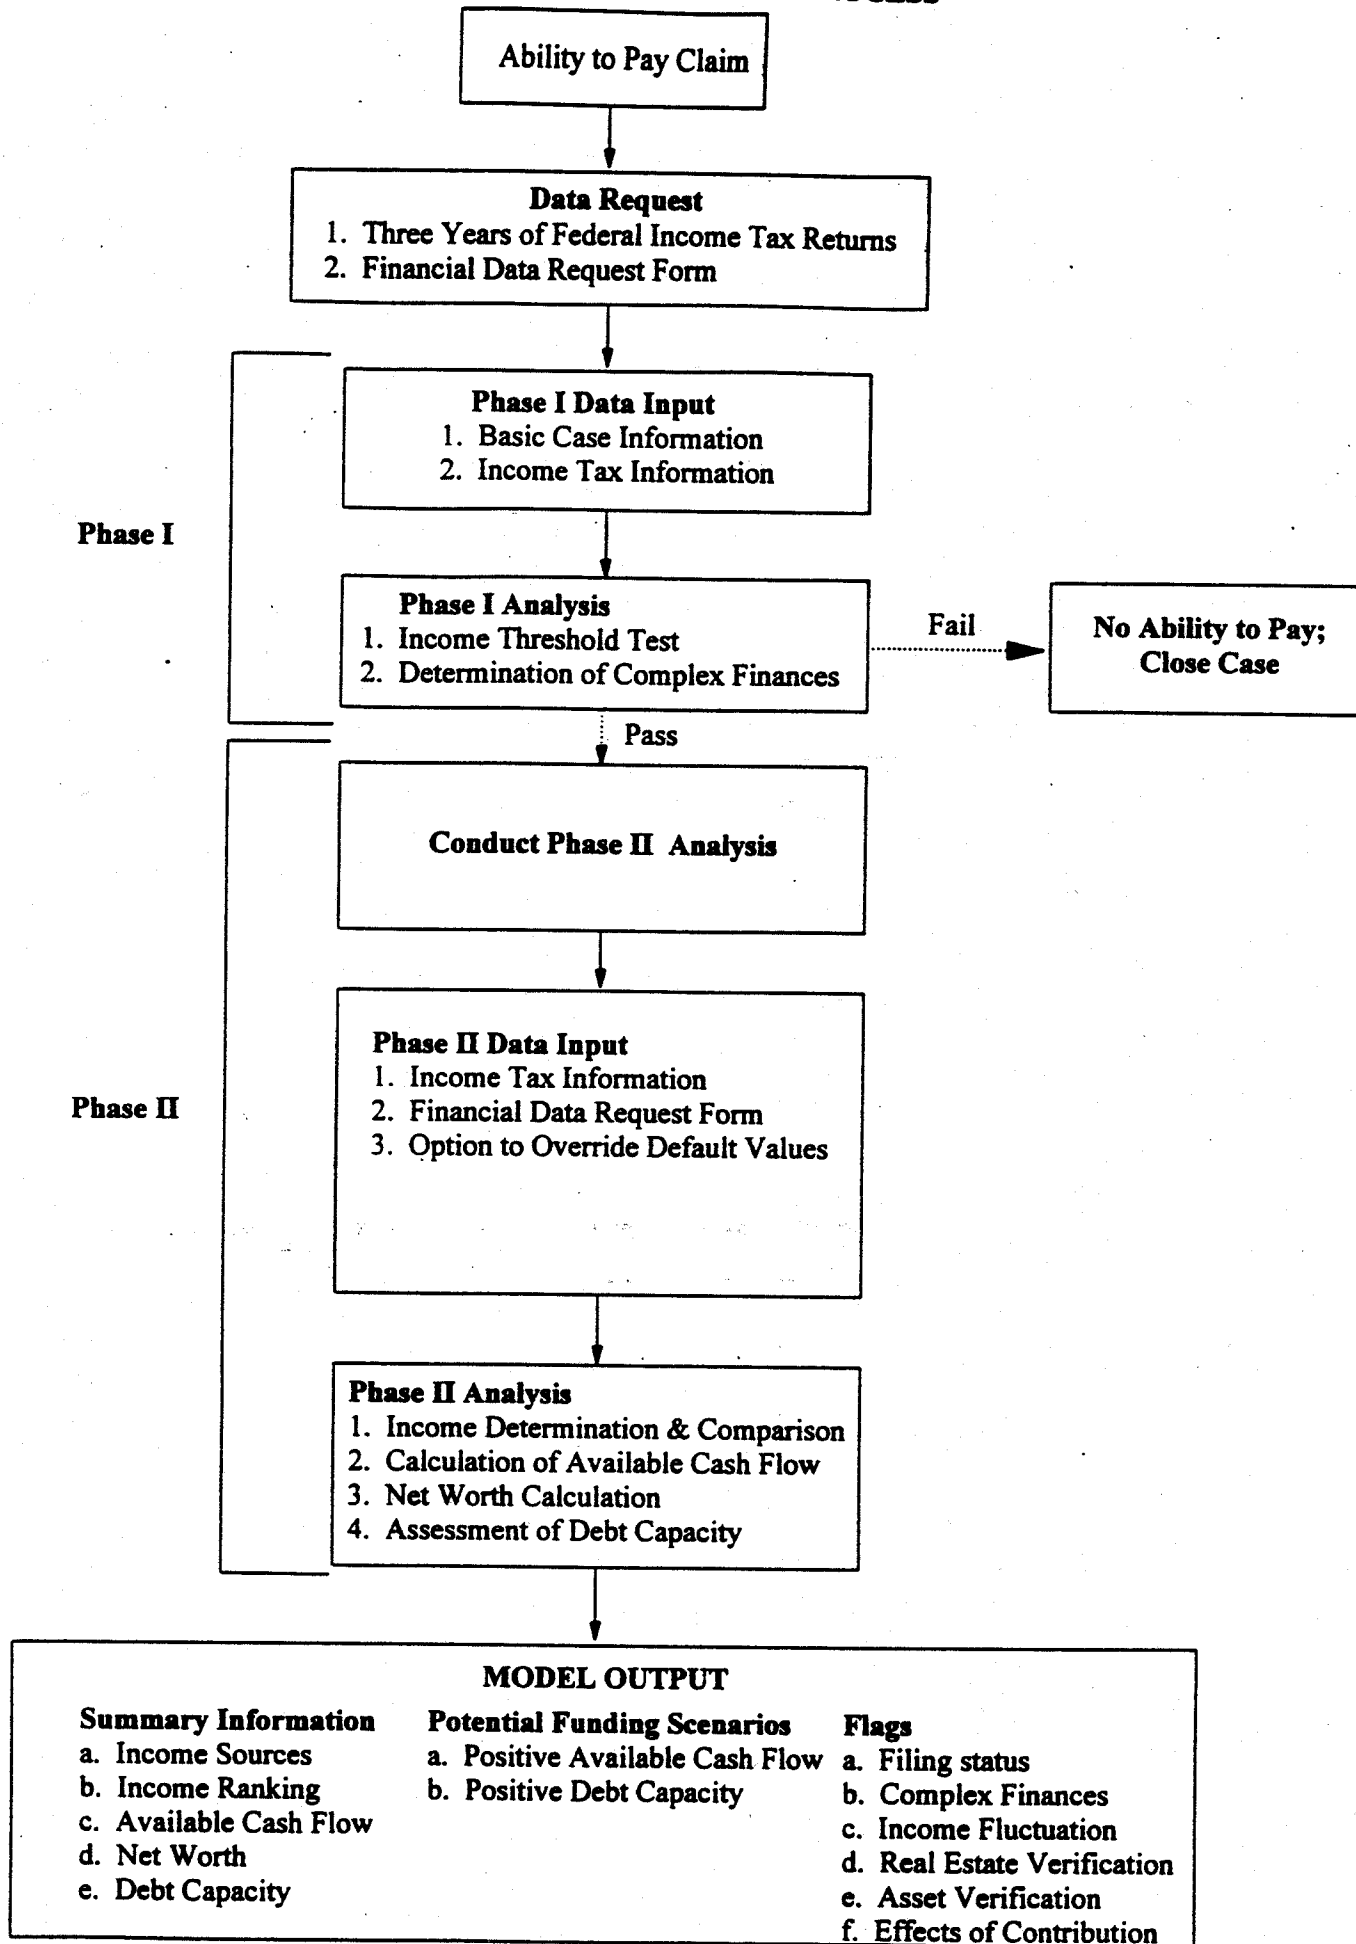 Ability to Pay Claim
Data Request
1. Three Years of Federal Income Tax Returns
2. Financial Data Request Form
Phase I
Phase I Data Input
1. Basic Case Information
2. Income Tax Information
Phase I Analysis
1. Income Threshold Test
2. Determination of Complex Finances
Fail
No Ability to Pay;
Close Case
Pass
Phase II
Conduct Phase II Analysis
Phase II Data Input
1. Income Tax Information
2. Financial Data Request Form
3. Option to Override Default Values
Phase II Analysis
1. Income Determination & Comparison
2. Calculation of Available Cash Flow
3. Net Worth Calculation
4. Assessment of Debt Capacity
MODEL OUTPUT
Summary Information
a. Income Sources
b. Income Ranking
c. Available Cash Flow
d. Net Worth
e. Debt Capacity
Potential Funding Scenarios
a. Positive Available Cash Flow
b. Positive Debt Capacity
Flags
a. Filing status
b. Complex Finances
c. Income Fluctuation
d. Real Estate Verification
e. Asset Verification
f. Effects of Contribution